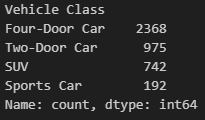 Vehicle Class
Four-Door Car    2368
Two-Door Car      975
SUV               742
Sports Car        192
Name: count, dtype: int64